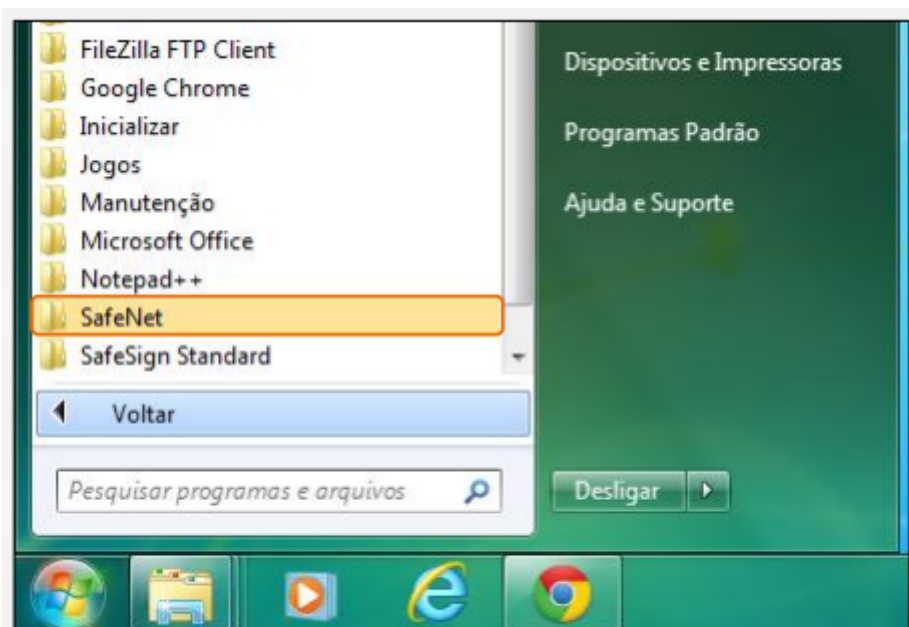 FileZilla FTP Client
Google Chrome
Inicializar
Jogos
Manutenção
Microsoft Office
Notepad++
SafeNet
SafeSign Standard
Voltar
Pesquisar programas e arquivos
Dispositivos e Impressoras
Programas Padrão
Ajuda e Suporte
Desligar